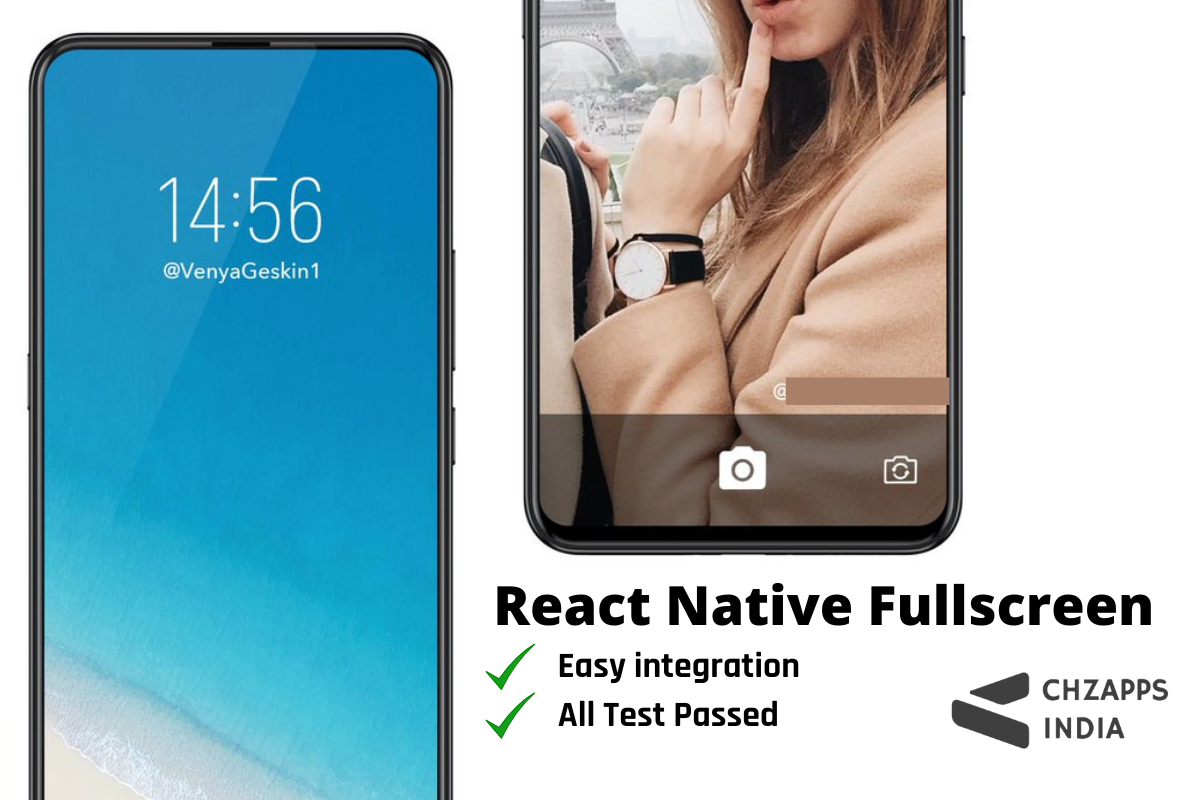 14:56
@VenyaGeskin1
@
React Native Fullscreen
Easy integration
All Test Passed
CHZAPPS
INDIA